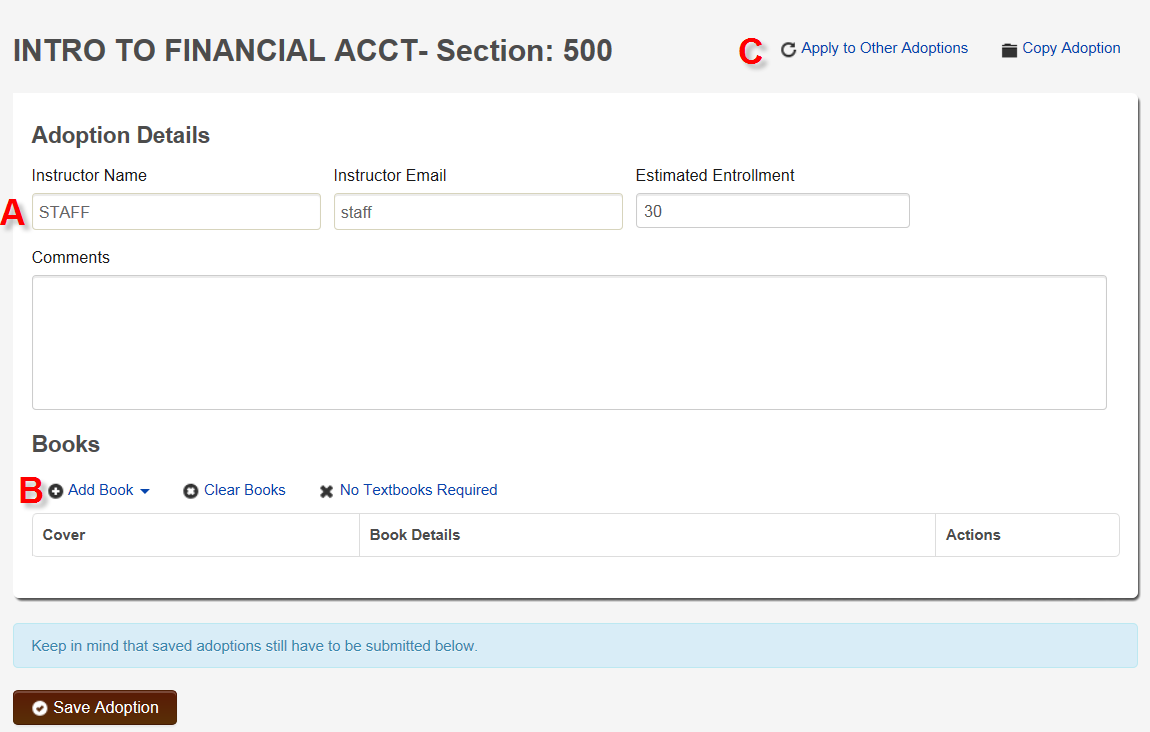 INTRO TO FINANCIAL ACCT- Section: 500
C Apply to Other Adoptions Copy Adoption
Adoption Details
Instructor Name Instructor Email Estimated Entrollment
A STAFF staff 30
Comments
Books
B Add Book Clear Books No Textbooks Required
Cover Book Details Actions
Keep in mind that saved adoptions still have to be submitted below.
Save Adoption